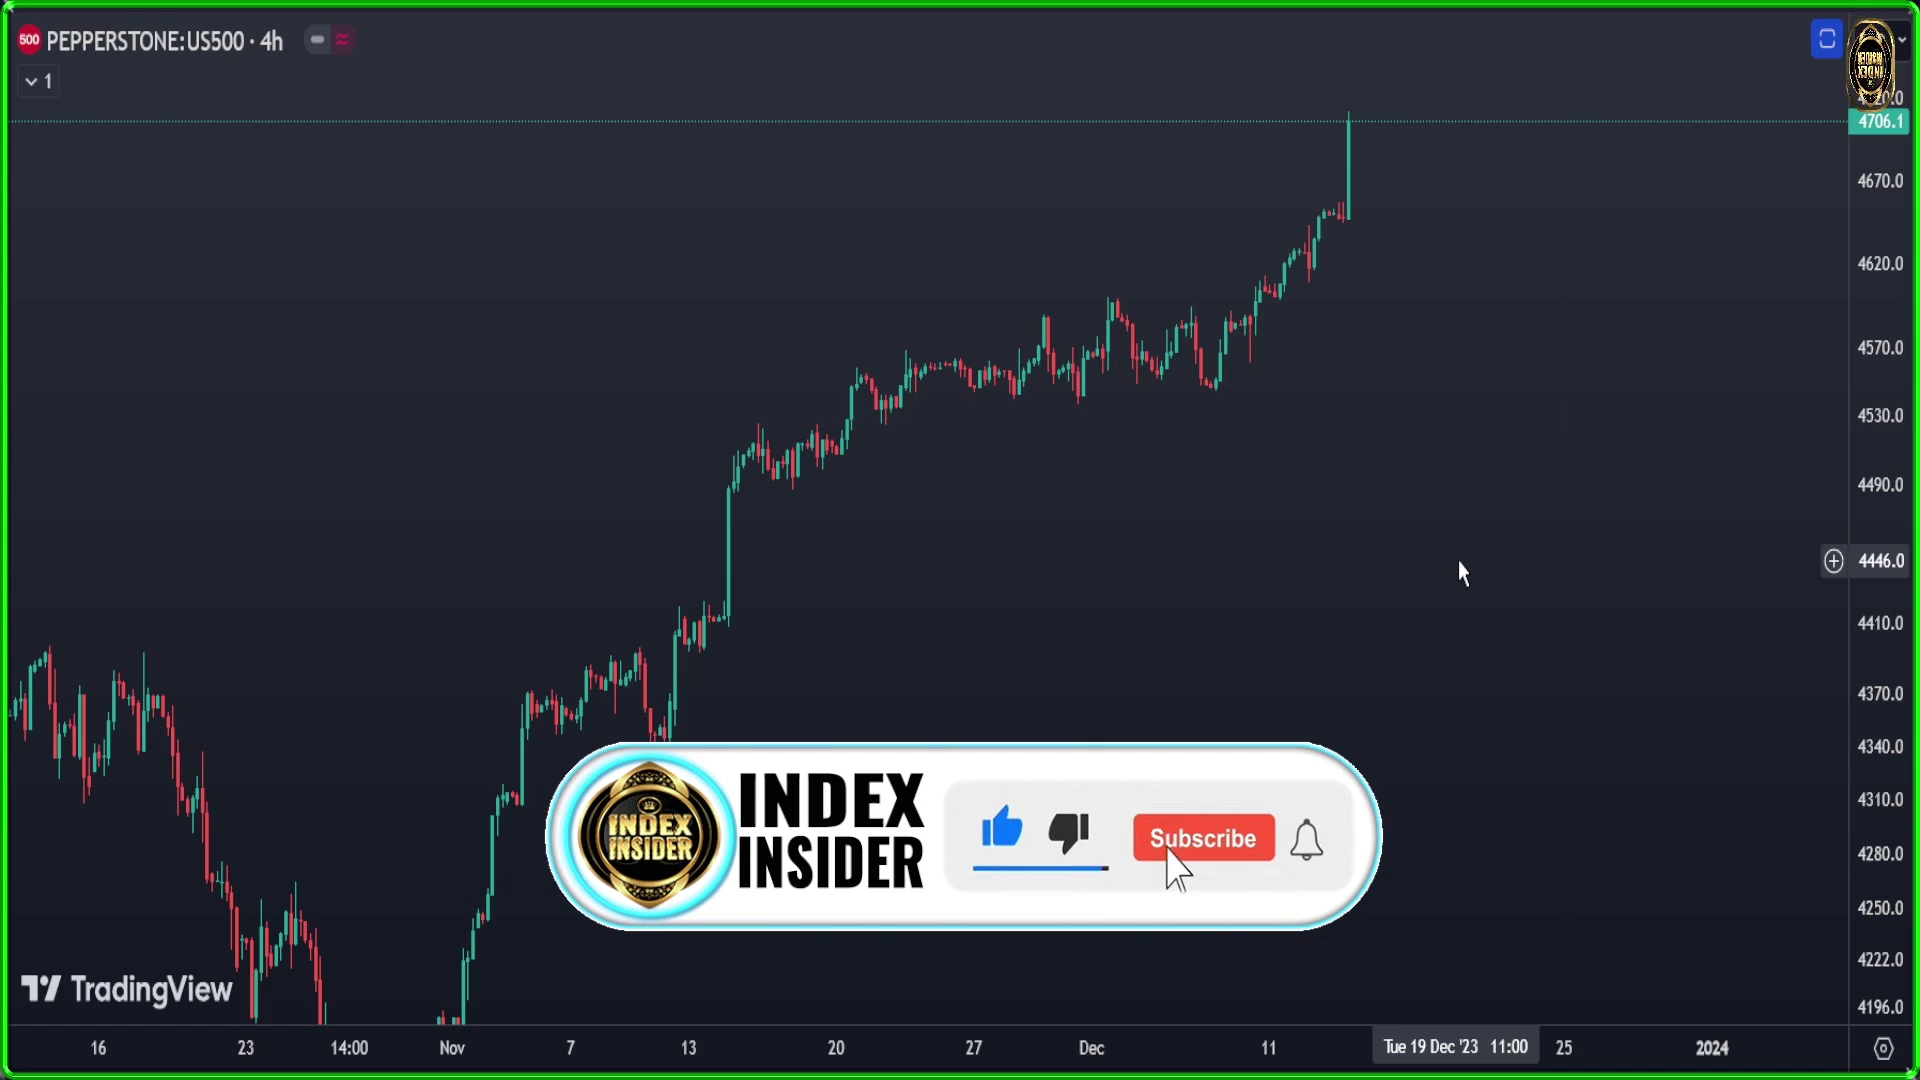 500 PEPPERSTONE:US500 · 4h
1
INDEX
INSIDER
4706.1
4670.0
4620.0
4570.0
4530.0
4490.0
4446.0
4410.0
4370.0
4340.0
4310.0
4280.0
4250.0
4222.0
4196.0
INDEX
INSIDER
INDEX
INSIDER
Subscribe
TradingView
16 23 14:00 Nov 7 13 20 27 Dec 11 Tue 19 Dec '23 11:00 25 2024